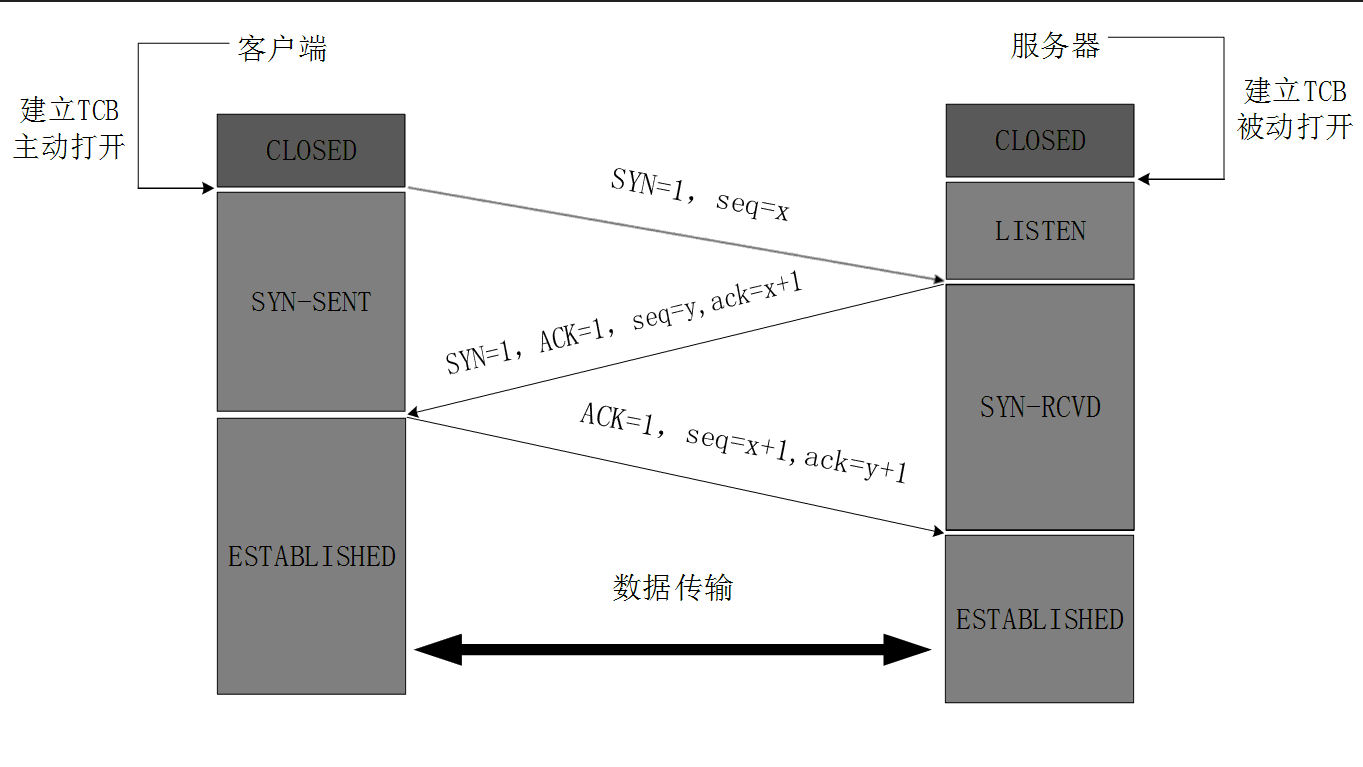 客户端
服务器
建立TCB
主动打开
建立TCB
被动打开
CLOSED
CLOSED
SYN=1, seq=x
LISTEN
SYN-SENT
SYN=1, ACK=1, seq=y,ack=x+1
SYN-RCVD
ACK=1, seq=x+1,ack=y+1
ESTABLISHED
数据传输
ESTABLISHED